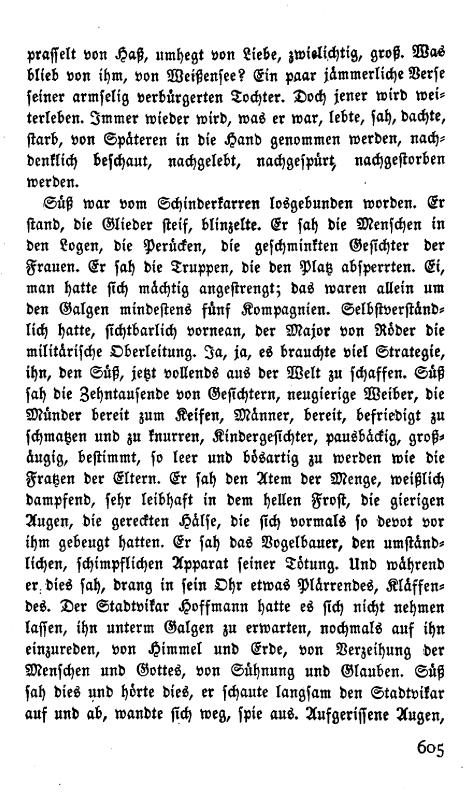 prasselt von Haß, umhegt von Liebe, zwielichtig, groß. Was
blieb von ihm, von Weißensee? Ein paar jämmerliche Verse
seiner armselig verbürgerten Tochter. Doch jener wird wei-
terleben. Immer wieder wird, was er war, lebte, sah, dachte,
starb, von Späteren in die Hand genommen werden, nach-
denklich beschaut, nachgelebt, nachgespürt, nachgestorben
werden.
Süß war vom Schinderkarren losgebunden worden. Er
stand, die Glieder steif, blinzelte. Er sah die Menschen in
den Logen, die Perücken, die geschminkten Gesichter der
Frauen. Er sah die Truppen, die den Platz absperrten. Ei,
man hatte sich mächtig angestrengt; das waren allein um
den Galgen mindestens fünf Kompagnien. Selbstverständ-
lich hatte, sichtbarlich vornean, der Major von Röder die
militärische Oberleitung. Ja, ja, es brauchte viel Strategie,
ihn, den Süß, jetzt vollends aus der Welt zu schaffen. Süß
sah die Zehntausende von Gesichtern, neugierige Weiber, die
Münder bereit zum Keifen, Männer, bereit, befriedigt zu
schmatzen und zu knurren, Kindergesichter, pausbäckig, groß-
äugig, bestimmt, so leer und bösartig zu werden wie die
Fratzen der Eltern. Er sah den Atem der Menge, weißlich
dampfend, sehr leibhaft in dem hellen Frost, die gierigen
Augen, die gereckten Hälse, die sich vormals so devot vor
ihm gebeugt hatten. Er sah das Vogelbauer, den umständ-
lichen, schimpflichen Apparat seiner Tötung. Und während
er dies sah, drang in sein Ohr etwas Plärrendes, Kläffen-
des. Der Stadtvikar Hoffmann hatte es sich nicht nehmen
lassen, ihn unterm Galgen zu erwarten, nochmals auf ihn
einzureden, von Himmel und Erde, von Verzeihung der
Menschen und Gottes, von Sühnung und Glauben. Süß
sah dies und hörte dies, er schaute langsam den Stadtvikar
auf und ab, wandte sich weg, spie aus. Aufgerissene Augen,
605